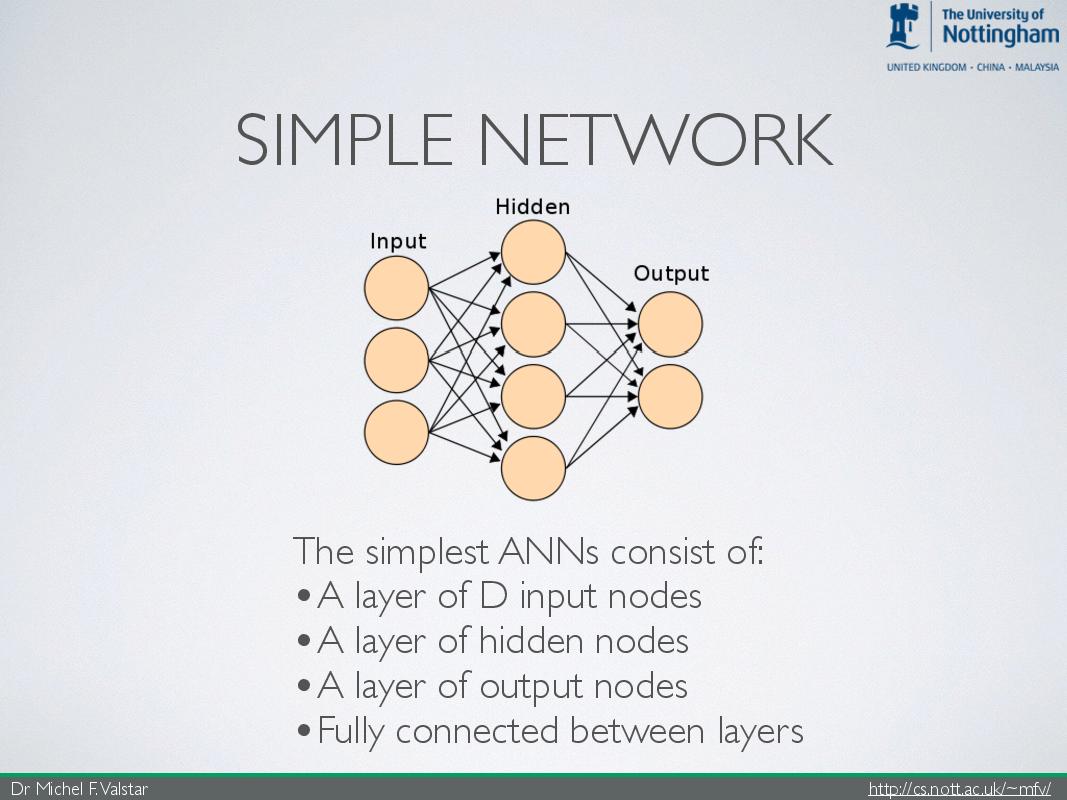 The University of
Nottingham
UNITED KINGDOM • CHINA • MALAYSIA
SIMPLE NETWORK
Hidden
Input
Output
The simplest ANNs consist of:
•A layer of D input nodes
•A layer of hidden nodes
•A layer of output nodes
•Fully connected between layers
Dr Michel F. Valstar
http://cs.nott.ac.uk/~mfv/